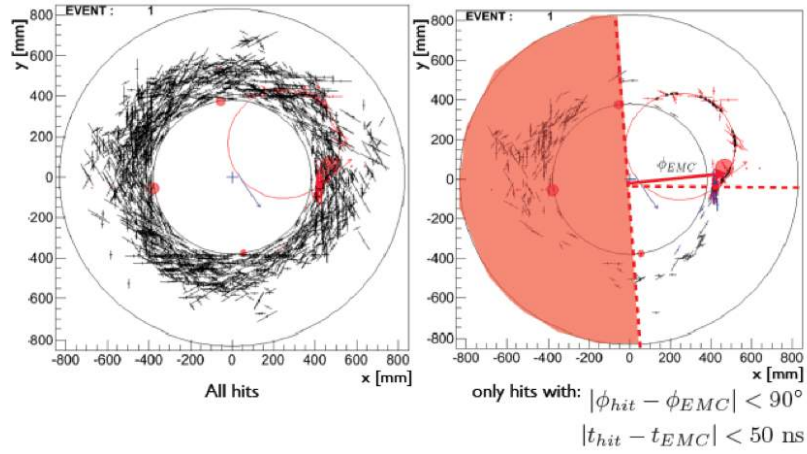 EVENT : 1
y [mm]
800
600
400
200
0
-200
-400
-600
-800
-800 -600 -400 -200 0 200 400 600 800
x [mm]
All hits
EVENT : 1
y [mm]
800
600
400
200
0
-200
-400
-600
-800
ϕ_EMC
-800 -600 -400 -200 0 200 400 600 800
x [mm]
only hits with: |ϕ_hit − ϕ_EMC| < 90°
|t_hit − t_EMC| < 50 ns